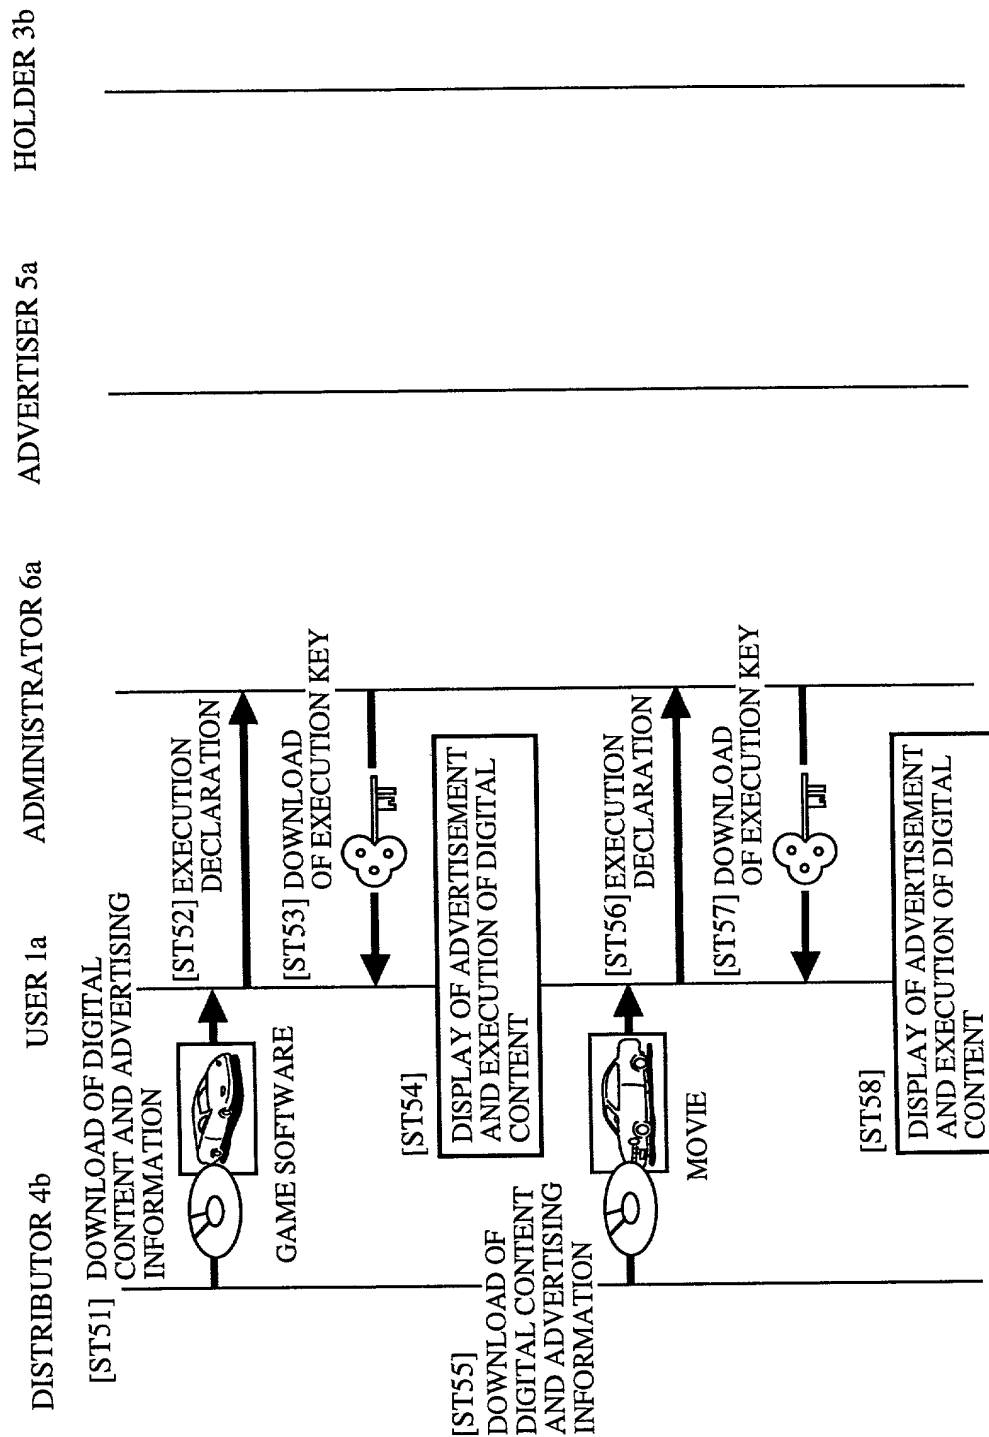 DISTRIBUTOR 4b
USER 1a
ADMINISTRATOR 6a
ADVERTISER 5a
HOLDER 3b
[ST51] DOWNLOAD OF DIGITAL
CONTENT AND ADVERTISING
INFORMATION
[ST52] EXECUTION
DECLARATION
GAME SOFTWARE
[ST53] DOWNLOAD
OF EXECUTION KEY
[ST54]
DISPLAY OF ADVERTISEMENT
AND EXECUTION OF DIGITAL
CONTENT
[ST55]
DOWNLOAD OF
DIGITAL CONTENT
AND ADVERTISING
INFORMATION
[ST56] EXECUTION
DECLARATION
MOVIE
[ST57] DOWNLOAD
OF EXECUTION KEY
[ST58]
DISPLAY OF ADVERTISEMENT
AND EXECUTION OF DIGITAL
CONTENT